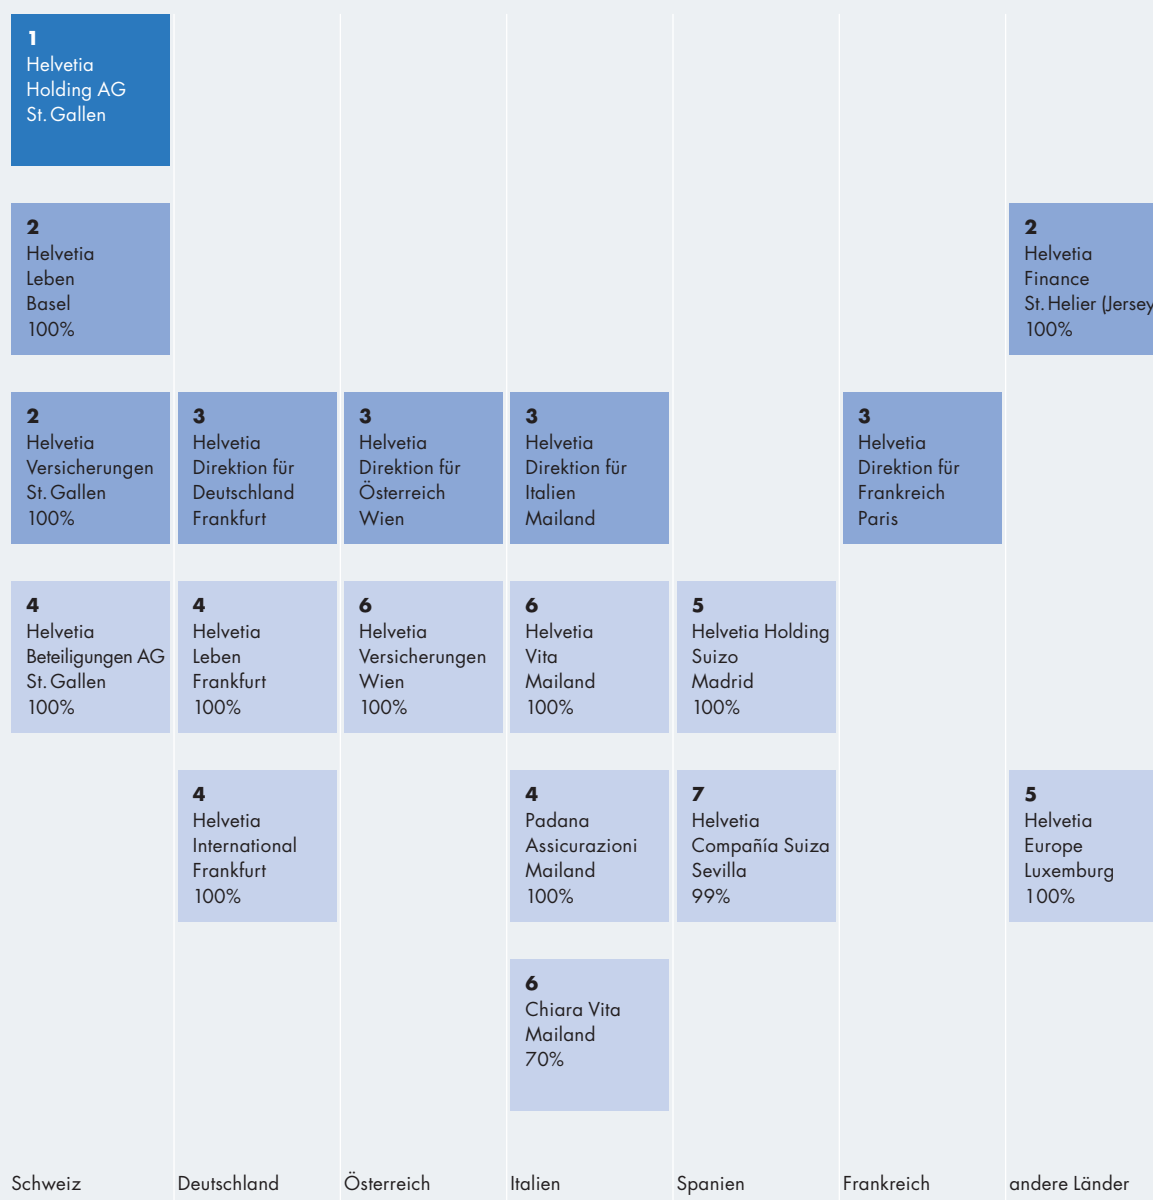 1
Helvetia
Holding AG
St. Gallen
2
Helvetia
Leben
Basel
100%
2
Helvetia
Finance
St. Helier (Jersey
100%
2
Helvetia
Versicherungen
St. Gallen
100%
3
Helvetia
Direktion für
Deutschland
Frankfurt
3
Helvetia
Direktion für
Österreich
Wien
3
Helvetia
Direktion für
Italien
Mailand
3
Helvetia
Direktion für
Frankreich
Paris
4
Helvetia
Beteiligungen AG
St. Gallen
100%
4
Helvetia
Leben
Frankfurt
100%
6
Helvetia
Versicherungen
Wien
100%
6
Helvetia
Vita
Mailand
100%
5
Helvetia Holding
Suizo
Madrid
100%
4
Helvetia
International
Frankfurt
100%
4
Padana
Assicurazioni
Mailand
100%
7
Helvetia
Compañía Suiza
Sevilla
99%
5
Helvetia
Europe
Luxemburg
100%
6
Chiara Vita
Mailand
70%
Schweiz
Deutschland
Österreich
Italien
Spanien
Frankreich
andere Länder